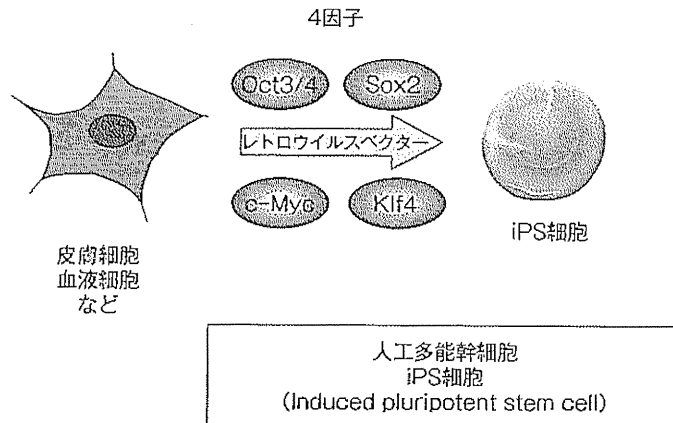 4因子
Oct3/4
Sox2
レトロウイルスベクター
c-Myc
Klf4
皮膚細胞
血液細胞
など
iPS細胞
人工多能幹細胞
iPS細胞
(Induced pluripotent stem cell)